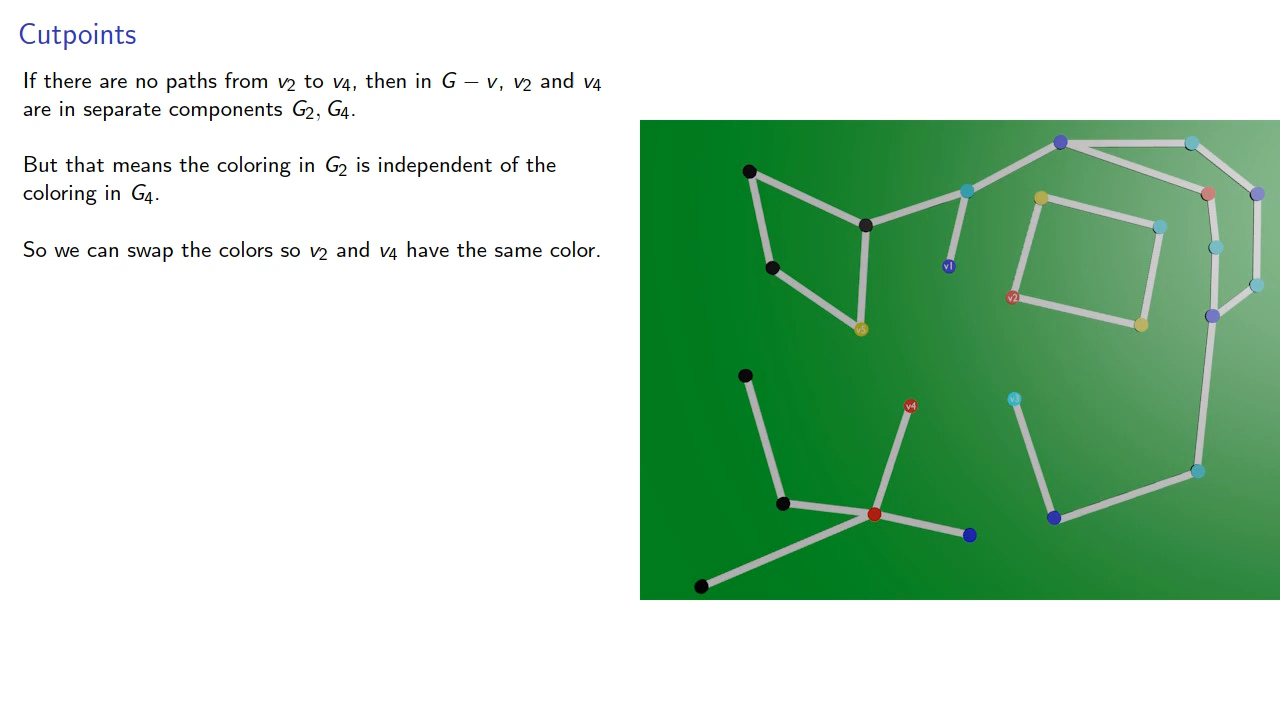 Cutpoints
If there are no paths from v2 to v4, then in G − v, v2 and v4
are in separate components G2, G4.
But that means the coloring in G2 is independent of the
coloring in G4.
So we can swap the colors so v2 and v4 have the same color.
v1
v2
v5
v3
v4